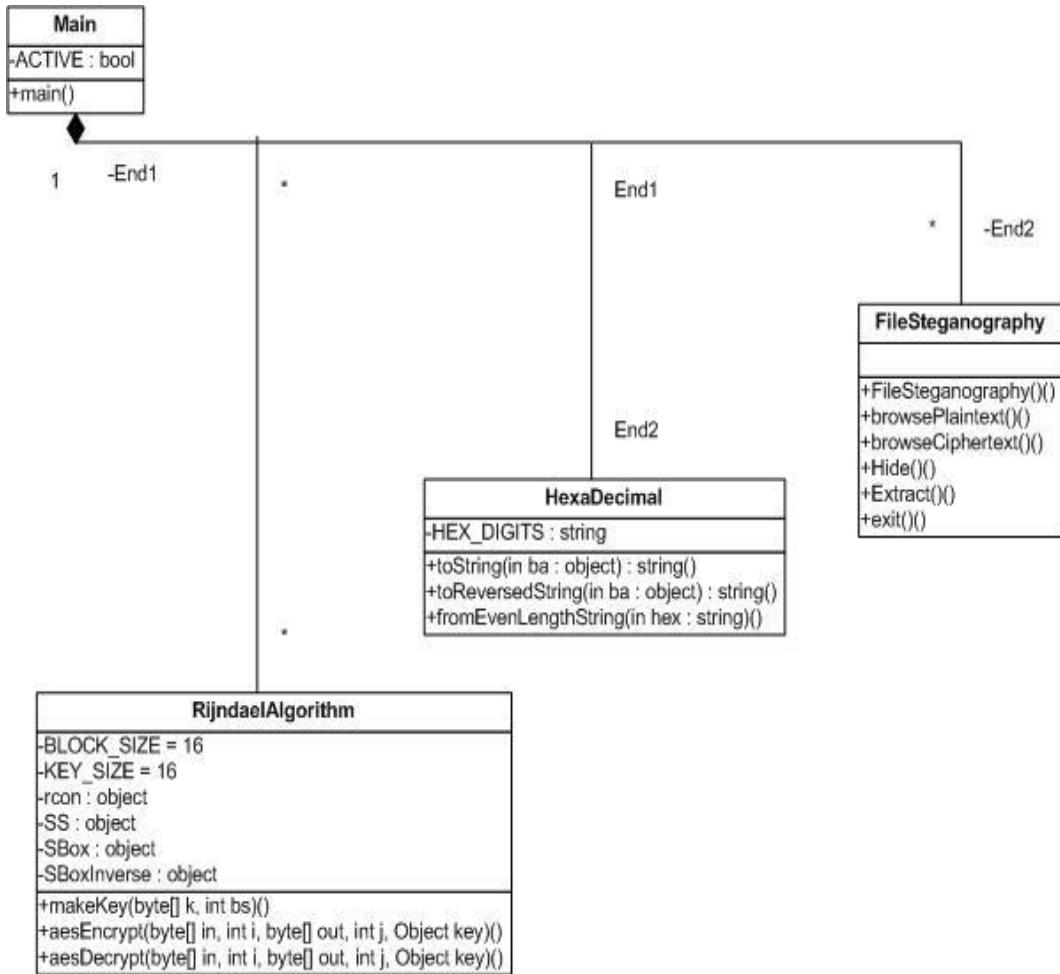 Main
-ACTIVE : bool
+main()
1
-End1
*
End1
*
-End2
FileSteganography
+FileSteganography()()
+browsePlaintext()()
+browseCiphertext()()
+Hide()()
+Extract()()
+exit()()
End2
HexaDecimal
-HEX_DIGITS : string
+toString(in ba : object) : string()
+toReversedString(in ba : object) : string()
+fromEvenLengthString(in hex : string)()
*
RijndaelAlgorithm
-BLOCK_SIZE = 16
-KEY_SIZE = 16
-rcon : object
-SS : object
-SBox : object
-SBoxInverse : object
+makeKey(byte[] k, int bs)()
+aesEncrypt(byte[] in, int i, byte[] out, int j, Object key)()
+aesDecrypt(byte[] in, int i, byte[] out, int j, Object key)()